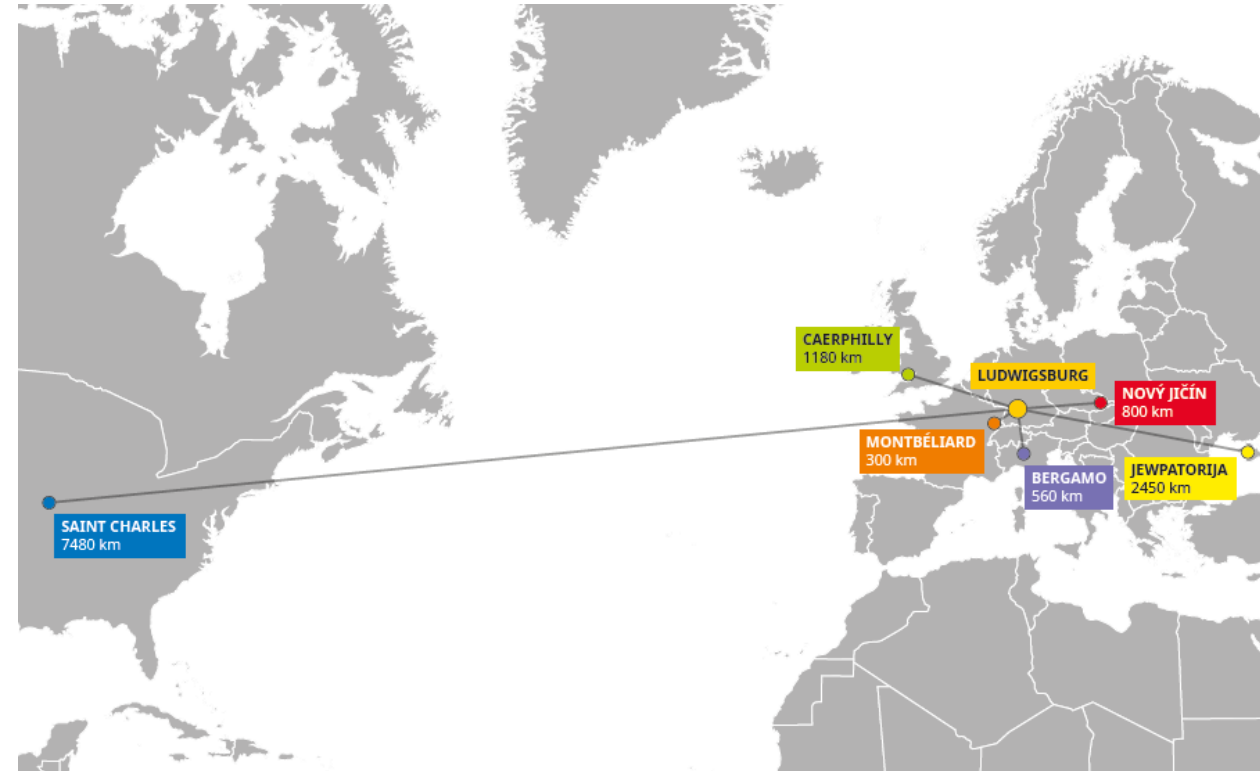 CAERPHILLY
1180 km
LUDWIGSBURG
NOVÝ JIČÍN
800 km
MONTBÉLIARD
300 km
BERGAMO
560 km
JEWPATORIJA
2450 km
SAINT CHARLES
7480 km